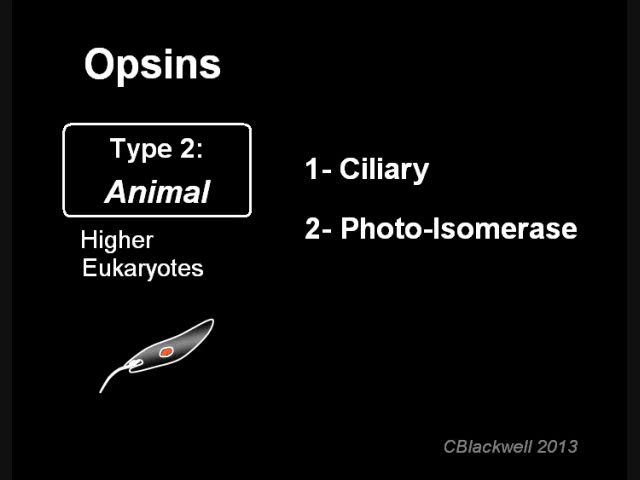 Opsins
Type 2:
Animal
Higher
Eukaryotes
1- Ciliary
2- Photo-Isomerase
CBlackwell 2013